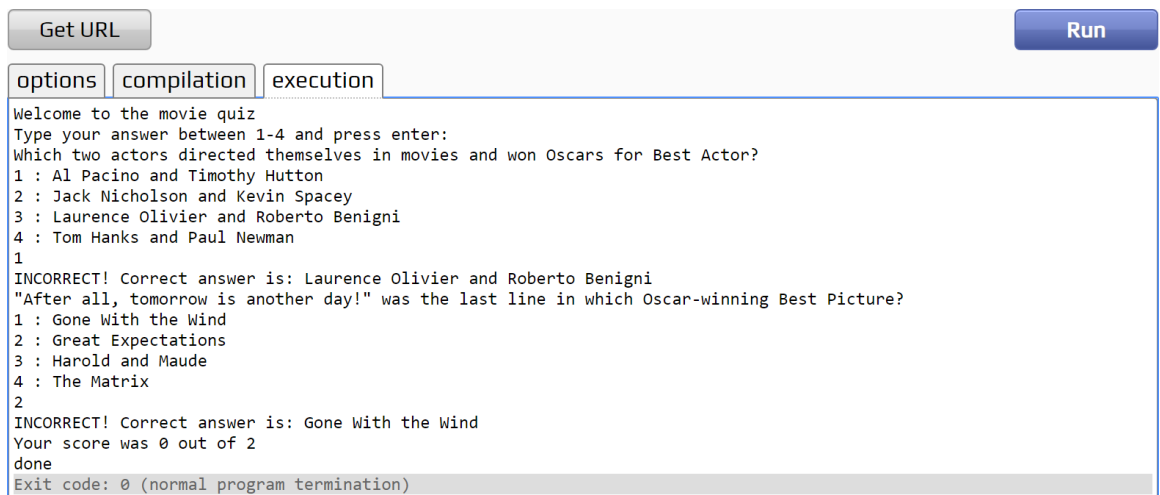 Get URL
Run
options
compilation
execution
Welcome to the movie quiz
Type your answer between 1-4 and press enter:
Which two actors directed themselves in movies and won Oscars for Best Actor?
1 : Al Pacino and Timothy Hutton
2 : Jack Nicholson and Kevin Spacey
3 : Laurence Olivier and Roberto Benigni
4 : Tom Hanks and Paul Newman
1
INCORRECT! Correct answer is: Laurence Olivier and Roberto Benigni
"After all, tomorrow is another day!" was the last line in which Oscar-winning Best Picture?
1 : Gone With the Wind
2 : Great Expectations
3 : Harold and Maude
4 : The Matrix
2
INCORRECT! Correct answer is: Gone With the Wind
Your score was 0 out of 2
done
Exit code: 0 (normal program termination)